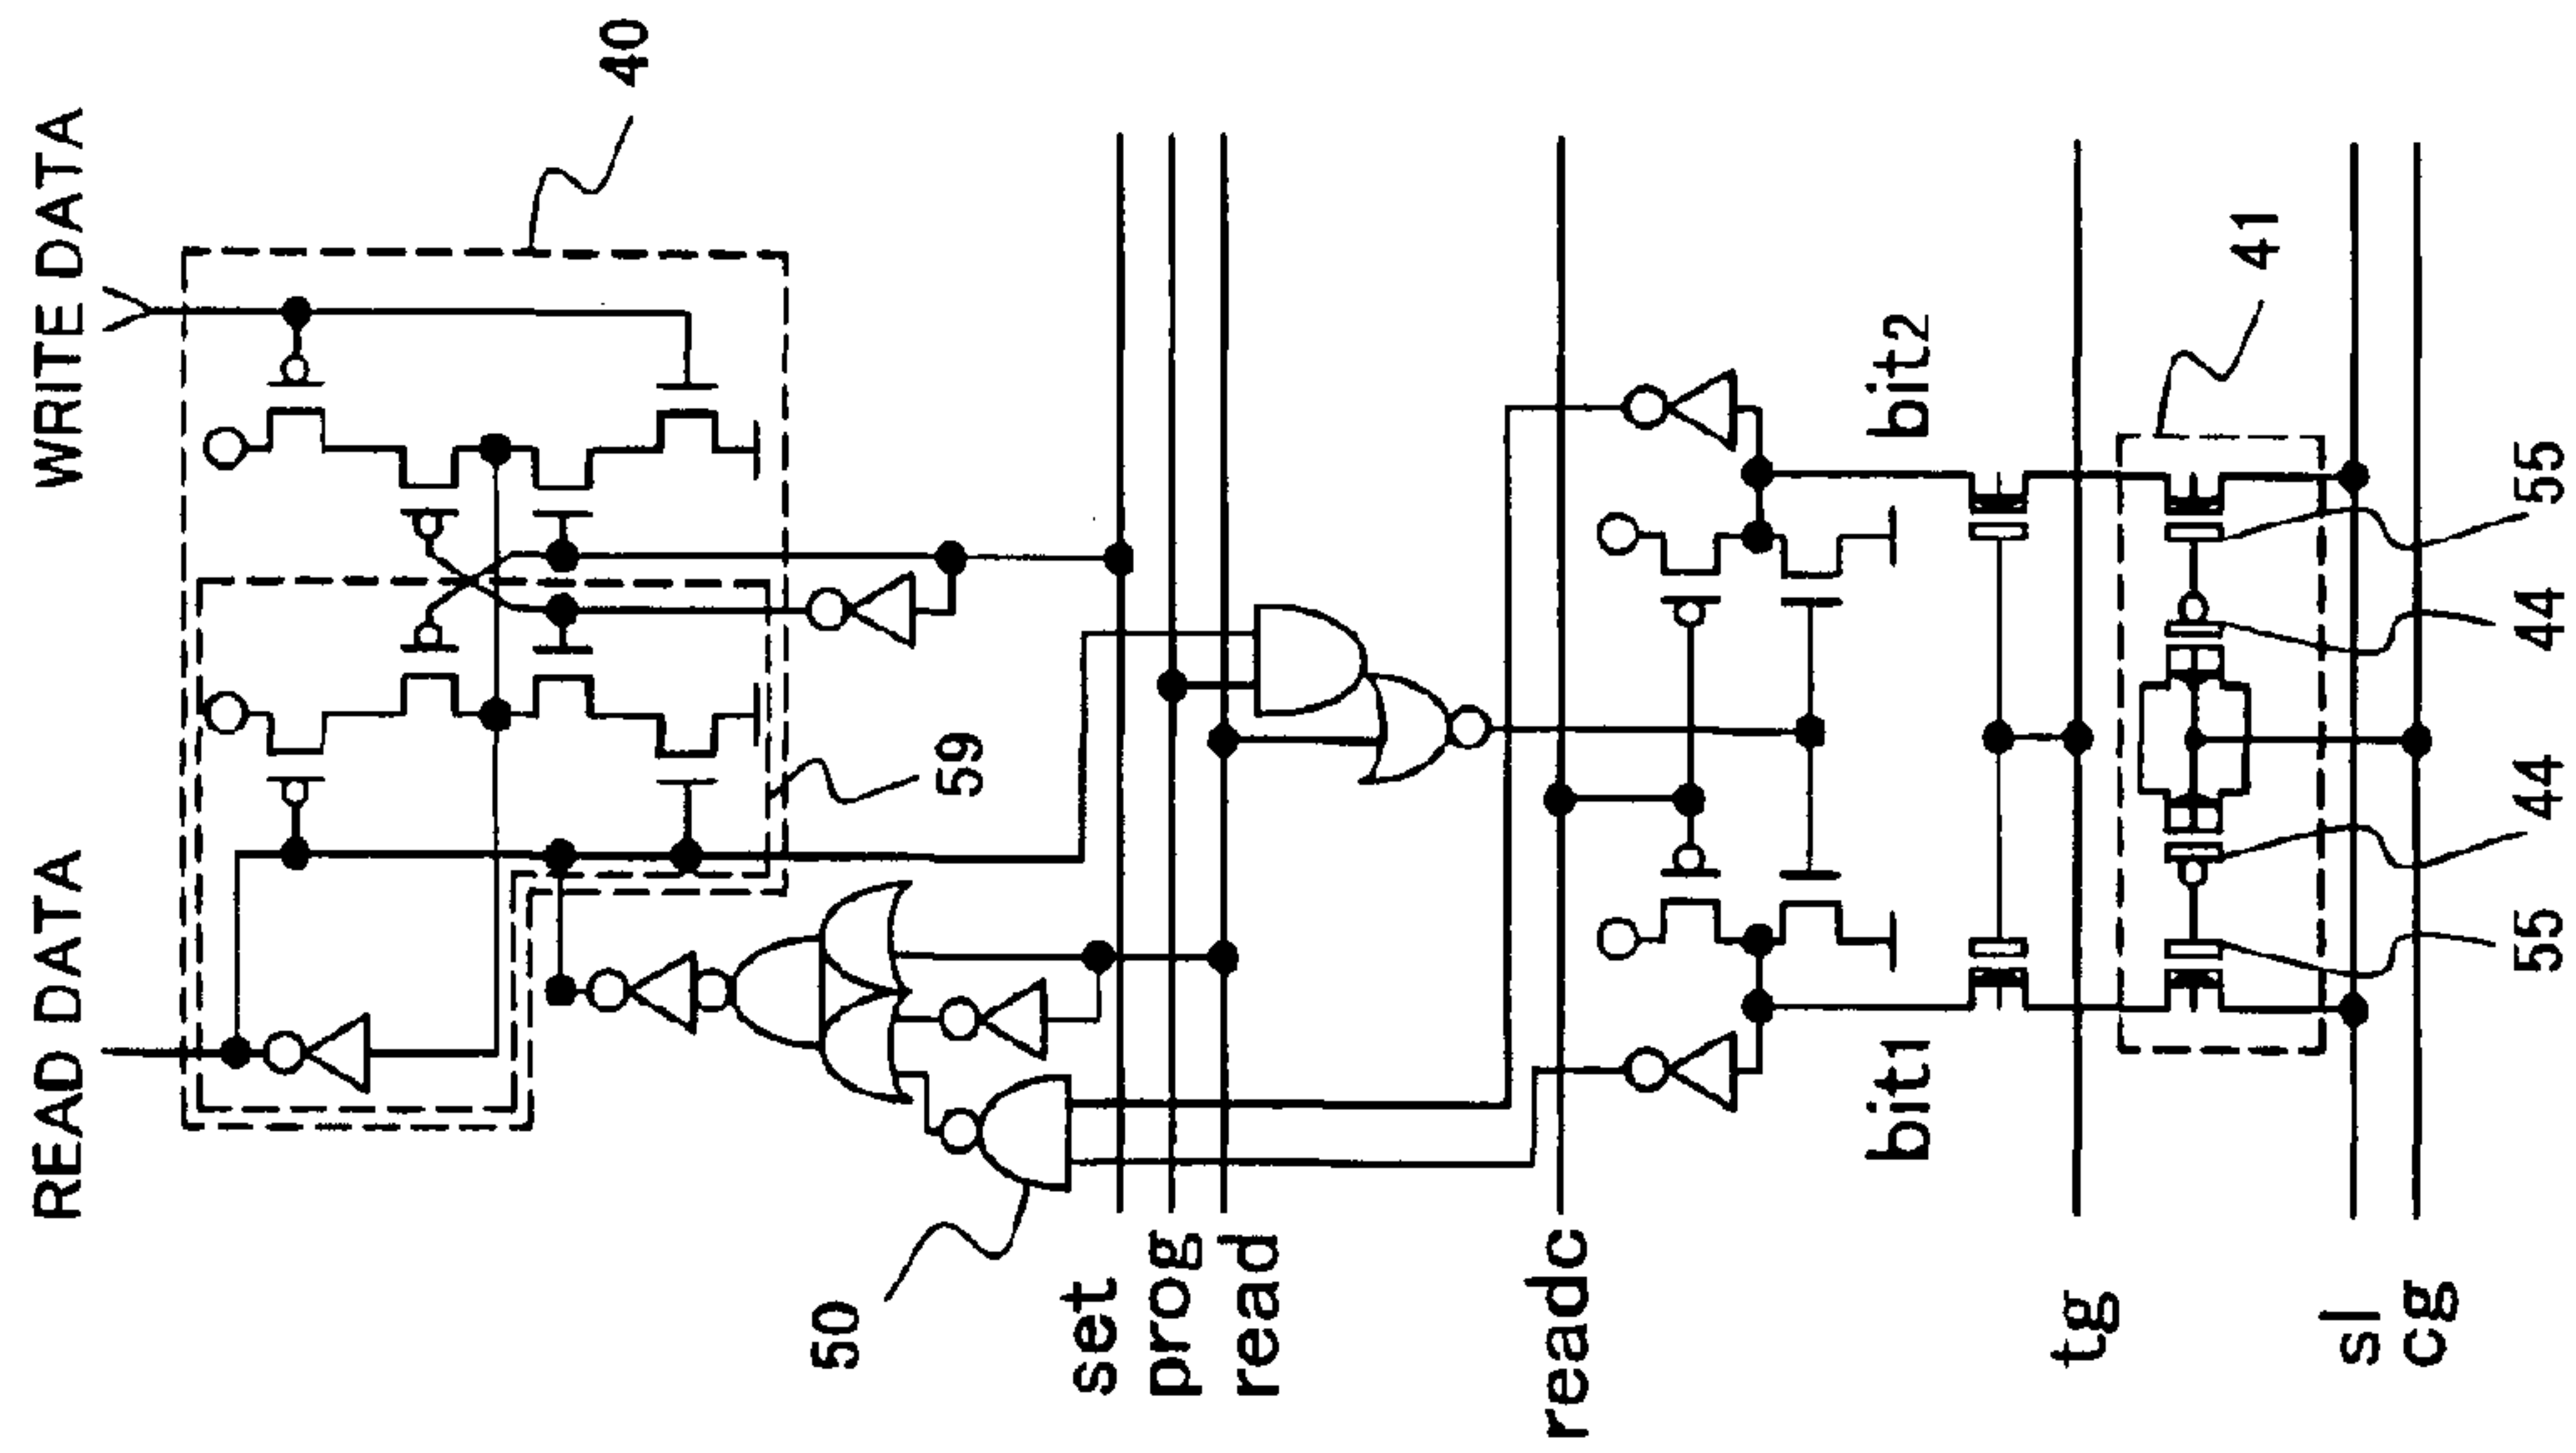 READ DATA
WRITE DATA
40
59
50
set
prog
read
readc
bit1
bit2
tg
41
sl
cg
55
44
44
55